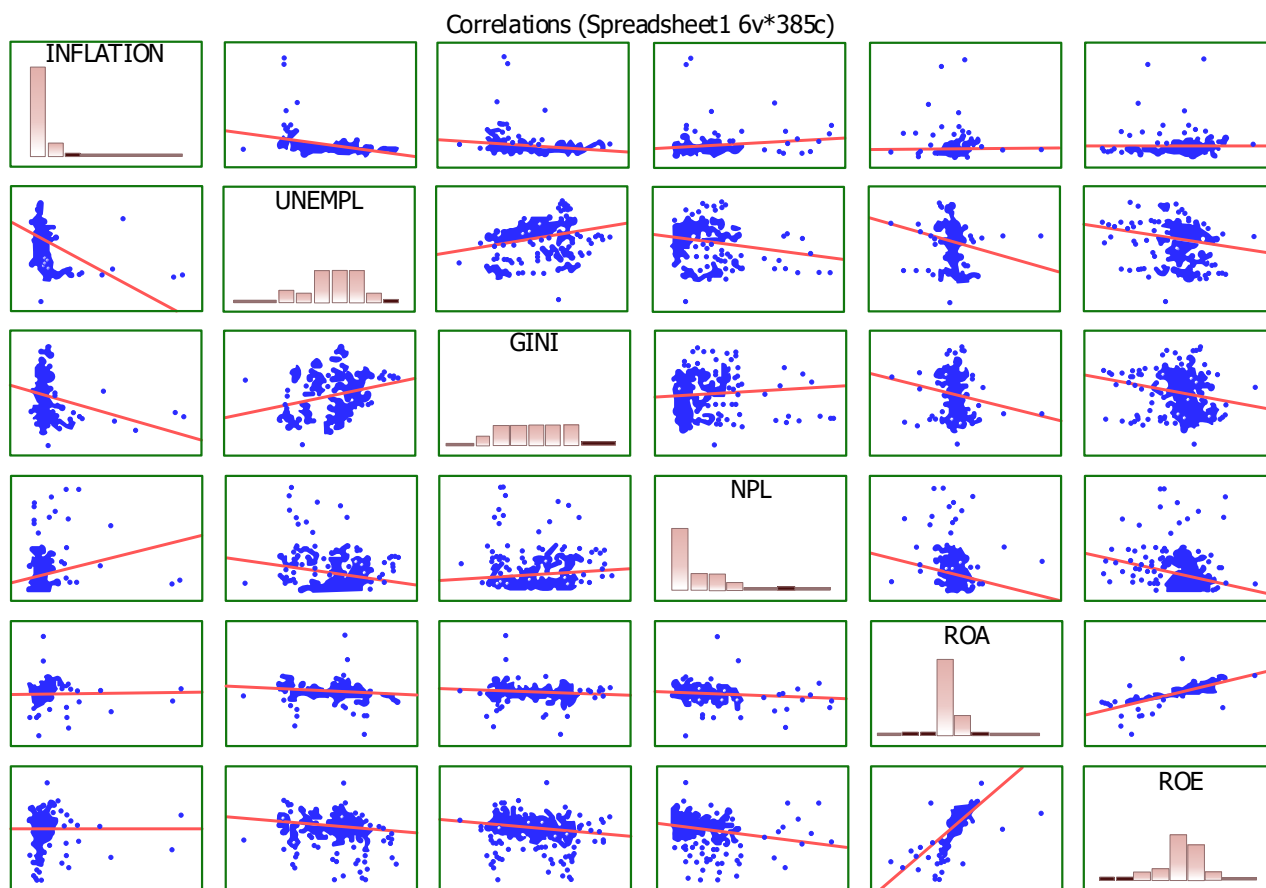 Correlations (Spreadsheet1 6v*385c)
INFLATION
UNEMPL
GINI
NPL
ROA
ROE